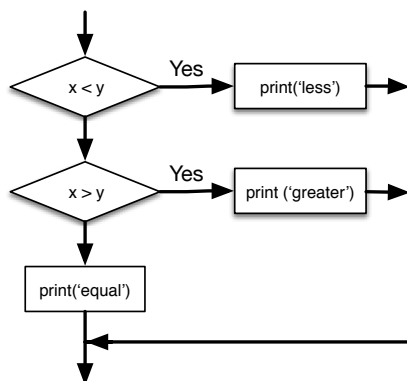 Yes
x < y
print(‘less’)
Yes
x > y
print (‘greater’)
print(‘equal’)